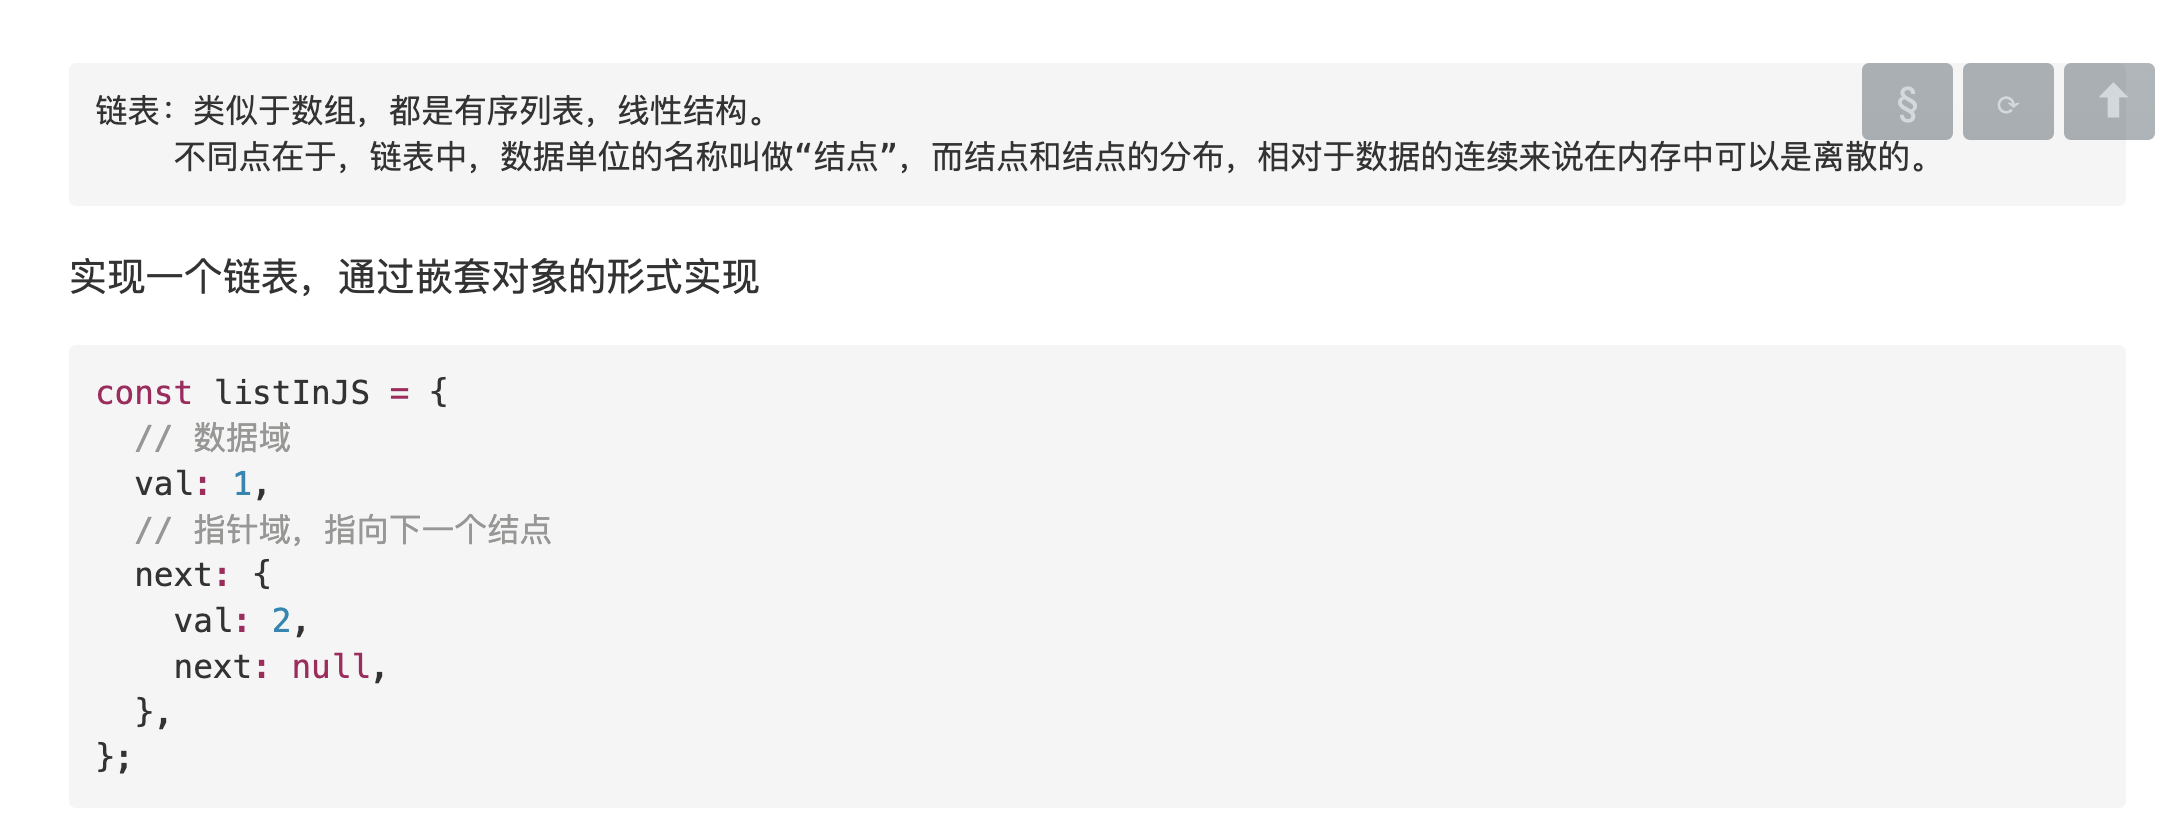 链表：类似于数组，都是有序列表，线性结构。
不同点在于，链表中，数据单位的名称叫做“结点”，而结点和结点的分布，相对于数据的连续来说在内存中可以是离散的。
§ ⟳ ⬆
实现一个链表，通过嵌套对象的形式实现
const listInJS = {
  // 数据域
  val: 1,
  // 指针域，指向下一个结点
  next: {
    val: 2,
    next: null,
  },
};